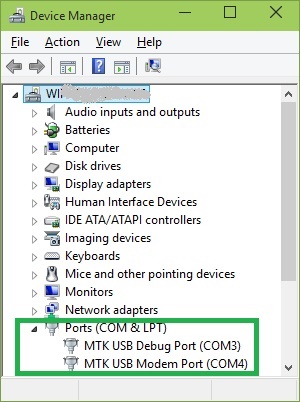 Device Manager
File Action View Help
Audio inputs and outputs
Batteries
Computer
Disk drives
Display adapters
Human Interface Devices
IDE ATA/ATAPI controllers
Imaging devices
Keyboards
Mice and other pointing devices
Monitors
Network adapters
Ports (COM & LPT)
MTK USB Debug Port (COM3)
MTK USB Modem Port (COM4)